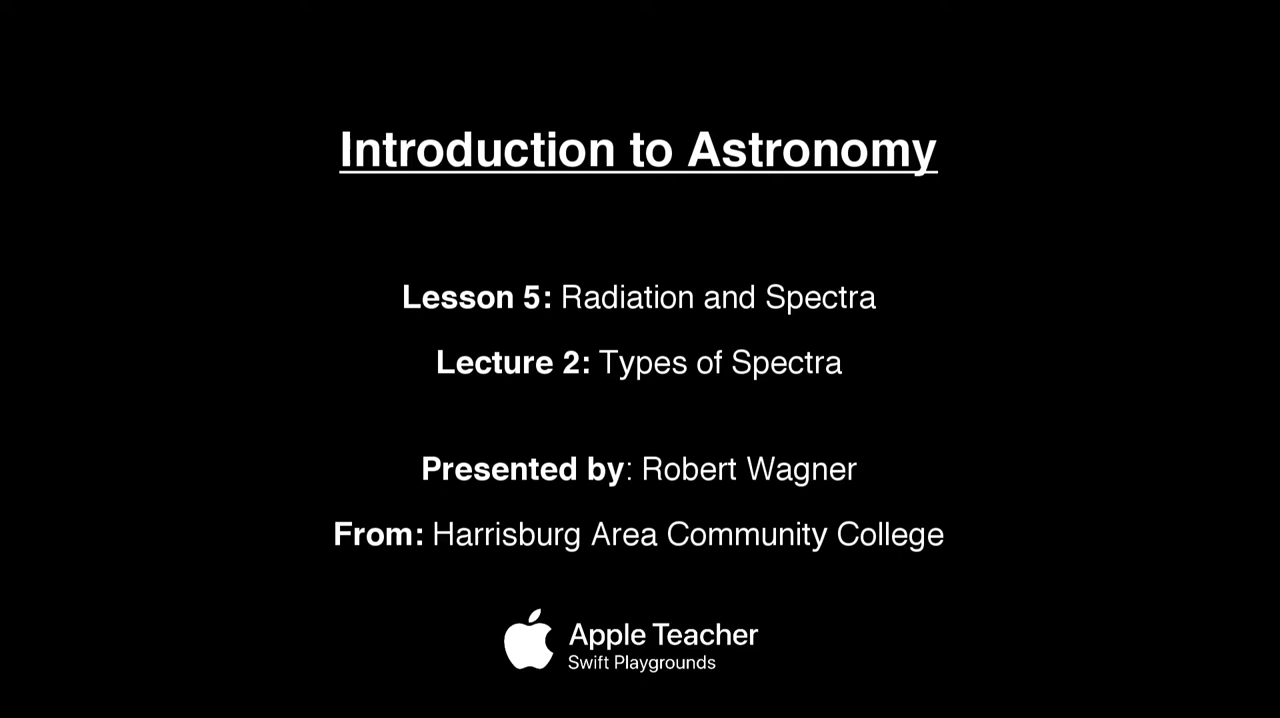 Introduction to Astronomy
Lesson 5: Radiation and Spectra
Lecture 2: Types of Spectra
Presented by: Robert Wagner
From: Harrisburg Area Community College
Apple Teacher
Swift Playgrounds